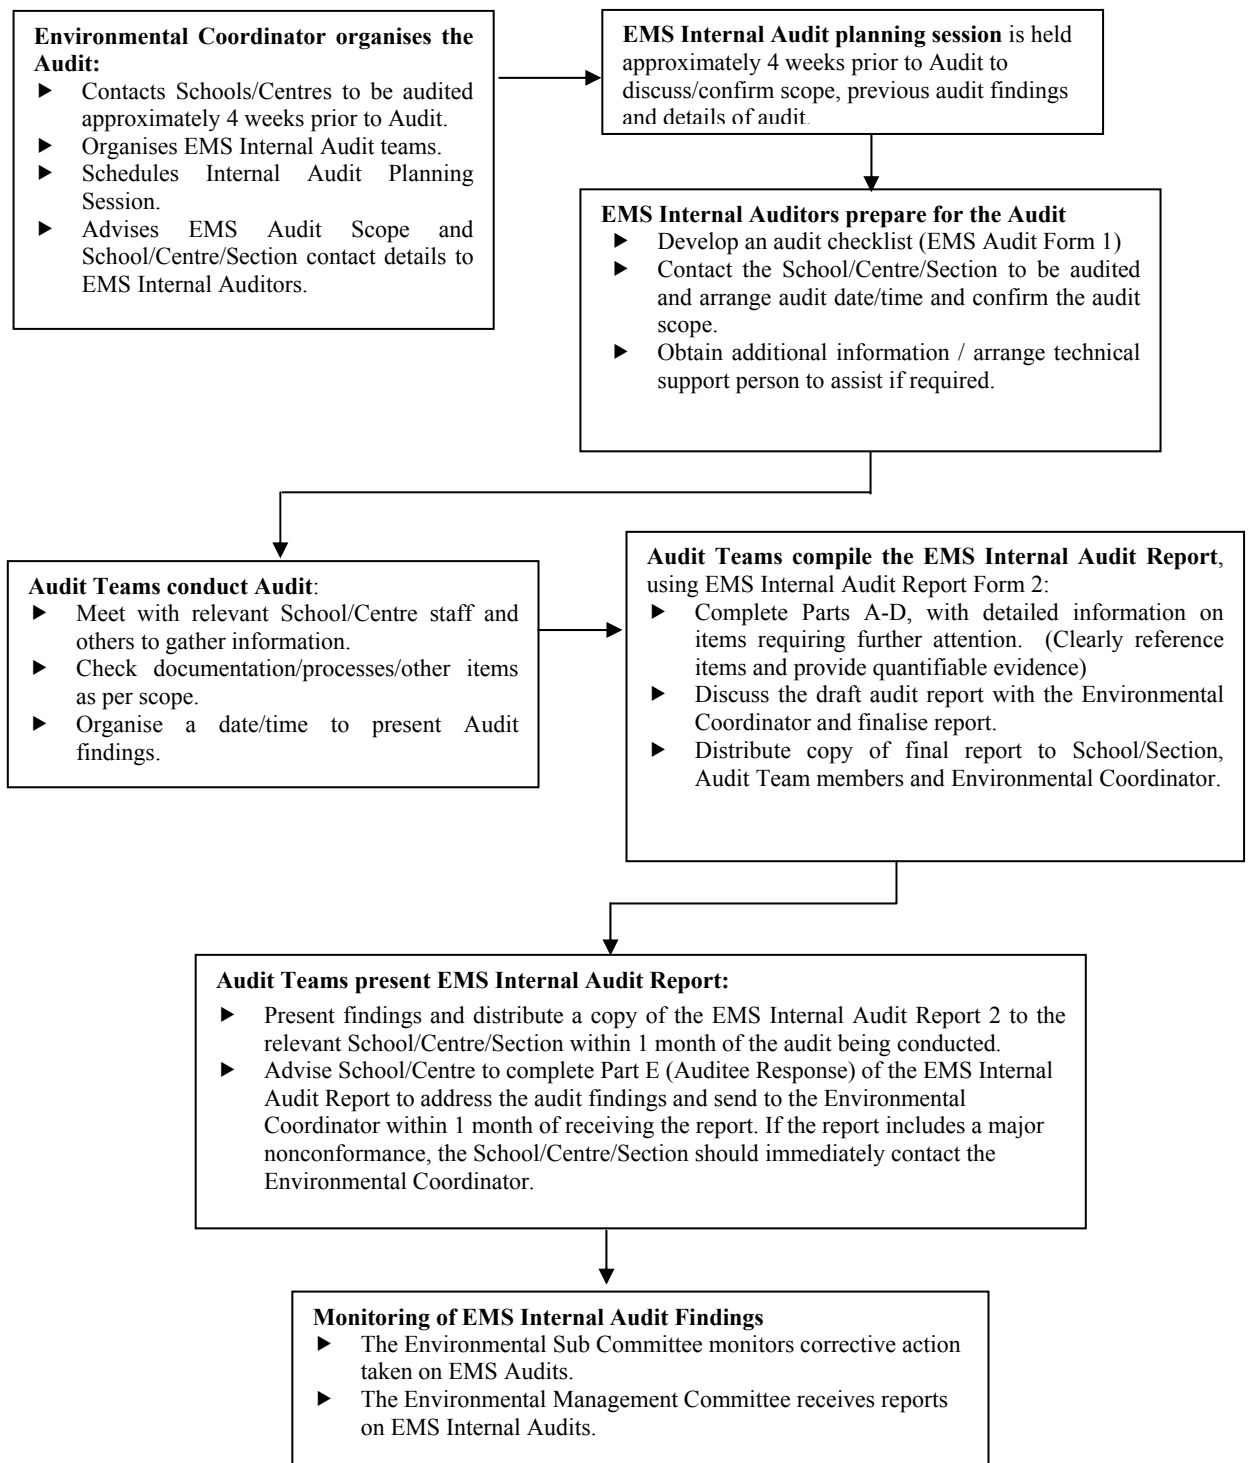 Environmental Coordinator organises the
Audit:
► Contacts Schools/Centres to be audited
approximately 4 weeks prior to Audit.
► Organises EMS Internal Audit teams.
► Schedules Internal Audit Planning
Session.
► Advises EMS Audit Scope and
School/Centre/Section contact details to
EMS Internal Auditors.
EMS Internal Audit planning session is held
approximately 4 weeks prior to Audit to
discuss/confirm scope, previous audit findings
and details of audit.
EMS Internal Auditors prepare for the Audit
► Develop an audit checklist (EMS Audit Form 1)
► Contact the School/Centre/Section to be audited
and arrange audit date/time and confirm the audit
scope.
► Obtain additional information / arrange technical
support person to assist if required.
Audit Teams conduct Audit:
► Meet with relevant School/Centre staff and
others to gather information.
► Check documentation/processes/other items
as per scope.
► Organise a date/time to present Audit
findings.
Audit Teams compile the EMS Internal Audit Report,
using EMS Internal Audit Report Form 2:
► Complete Parts A-D, with detailed information on
items requiring further attention. (Clearly reference
items and provide quantifiable evidence)
► Discuss the draft audit report with the Environmental
Coordinator and finalise report.
► Distribute copy of final report to School/Section,
Audit Team members and Environmental Coordinator.
Audit Teams present EMS Internal Audit Report:
► Present findings and distribute a copy of the EMS Internal Audit Report 2 to the
relevant School/Centre/Section within 1 month of the audit being conducted.
► Advise School/Centre to complete Part E (Auditee Response) of the EMS Internal
Audit Report to address the audit findings and send to the Environmental
Coordinator within 1 month of receiving the report. If the report includes a major
nonconformance, the School/Centre/Section should immediately contact the
Environmental Coordinator.
Monitoring of EMS Internal Audit Findings
► The Environmental Sub Committee monitors corrective action
taken on EMS Audits.
► The Environmental Management Committee receives reports
on EMS Internal Audits.